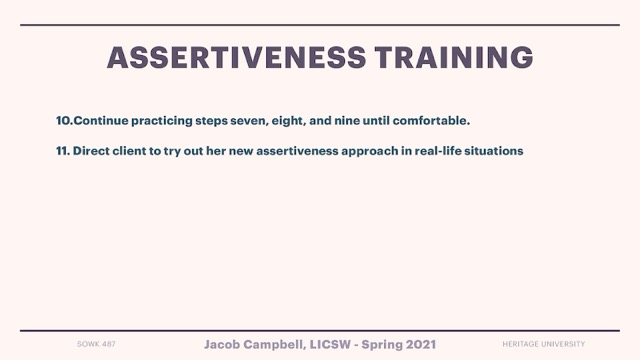 ASSERTIVENESS TRAINING
10.Continue practicing steps seven, eight, and nine until comfortable.
11. Direct client to try out her new assertiveness approach in real-life situations
SOWK 487
Jacob Campbell, LICSW - Spring 2021
HERITAGE UNIVERSITY